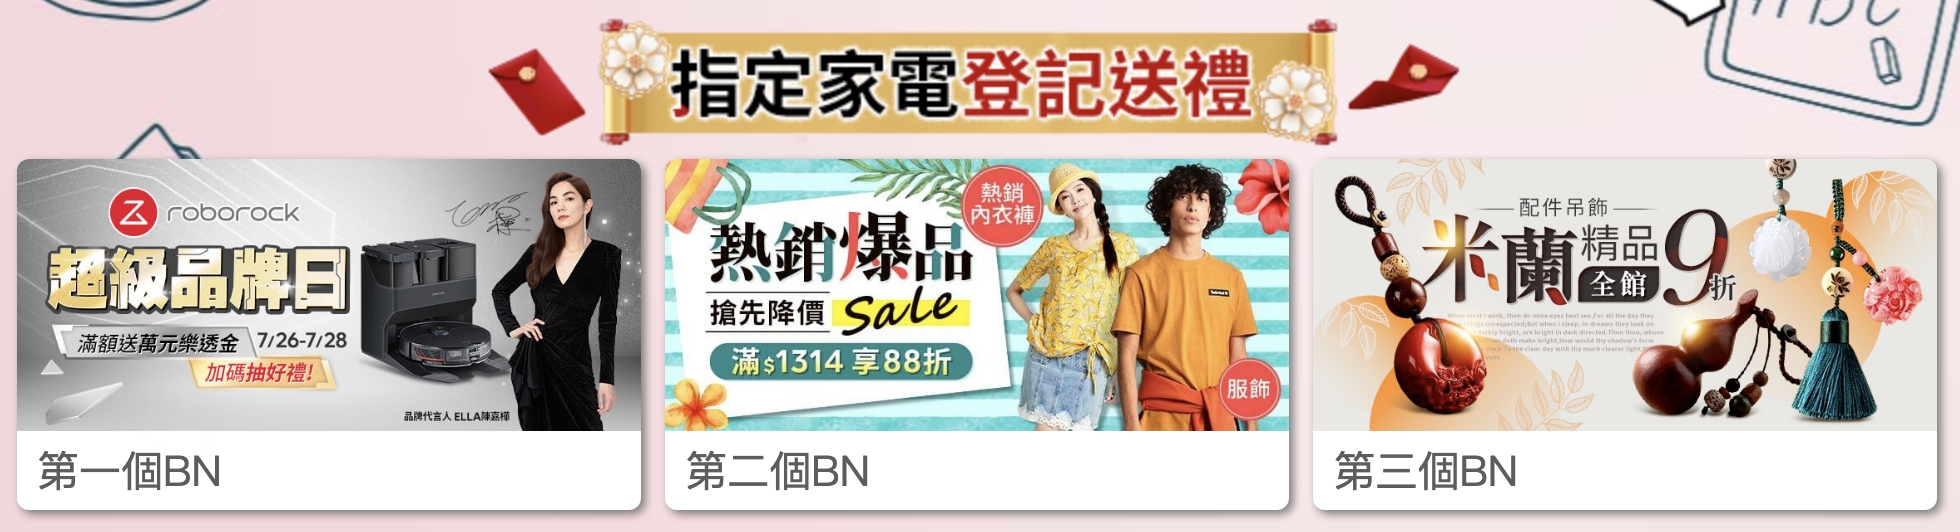 ABC
指定家電登記送禮
roborock
超級品牌日
滿額送萬元樂透金 7/26-7/28
加碼抽好禮!
品牌代言人 ELLA陳嘉樺
第一個BN
熱銷
內衣褲
熱銷爆品
搶先降價 Sale
滿$1314 享88折
服飾
第二個BN
配件吊飾
米蘭精品
全館9折
第三個BN